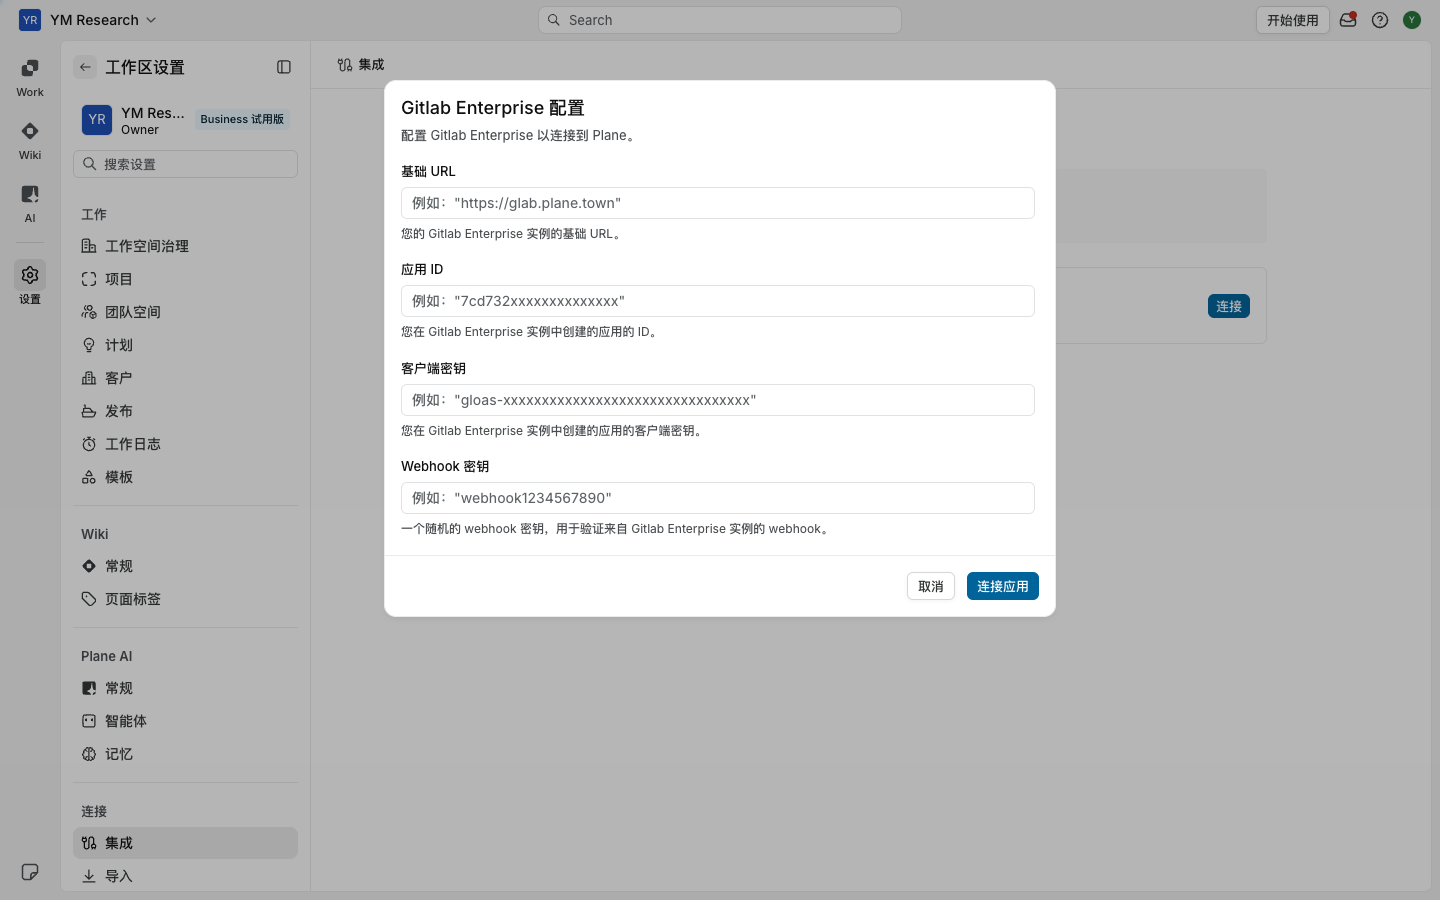 YR YM Research
Search
开始使用
Y
Work
Wiki
AI
设置
工作区设置
YR
YM Res...
Owner
Business 试用版
搜索设置
工作
工作空间治理
项目
团队空间
计划
客户
发布
工作日志
模板
Wiki
常规
页面标签
Plane AI
常规
智能体
记忆
连接
集成
导入
集成
连接
Gitlab Enterprise 配置
配置 Gitlab Enterprise 以连接到 Plane。
基础 URL
例如："https://glab.plane.town"
您的 Gitlab Enterprise 实例的基础 URL。
应用 ID
例如："7cd732xxxxxxxxxxxxxx"
您在 Gitlab Enterprise 实例中创建的应用的 ID。
客户端密钥
例如："gloas-xxxxxxxxxxxxxxxxxxxxxxxxxxxxxxxx"
您在 Gitlab Enterprise 实例中创建的应用的客户端密钥。
Webhook 密钥
例如："webhook1234567890"
一个随机的 webhook 密钥，用于验证来自 Gitlab Enterprise 实例的 webhook。
取消
连接应用